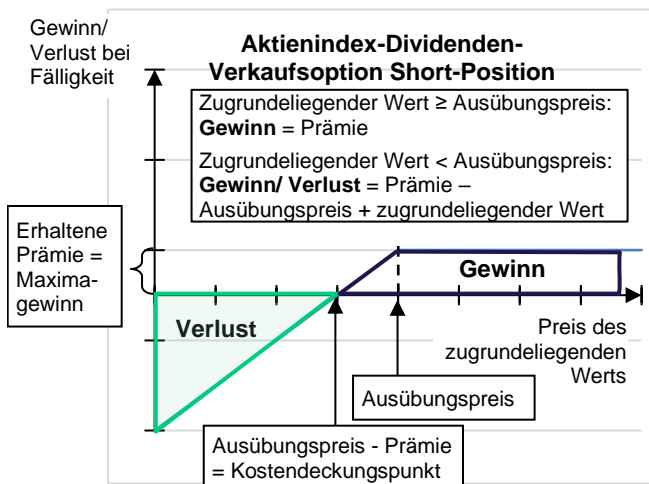 Gewinn/
Verlust bei
Fälligkeit
Aktienindex-Dividenden-
Verkaufsoption Short-Position
Zugrundeliegender Wert ≥ Ausübungspreis:
Gewinn = Prämie
Zugrundeliegender Wert < Ausübungspreis:
Gewinn/ Verlust = Prämie –
Ausübungspreis + zugrundeliegender Wert
Erhaltene
Prämie =
Maxima-
gewinn
Gewinn
Verlust
Preis des
zugrundeliegenden
Werts
Ausübungspreis
Ausübungspreis - Prämie
= Kostendeckungspunkt